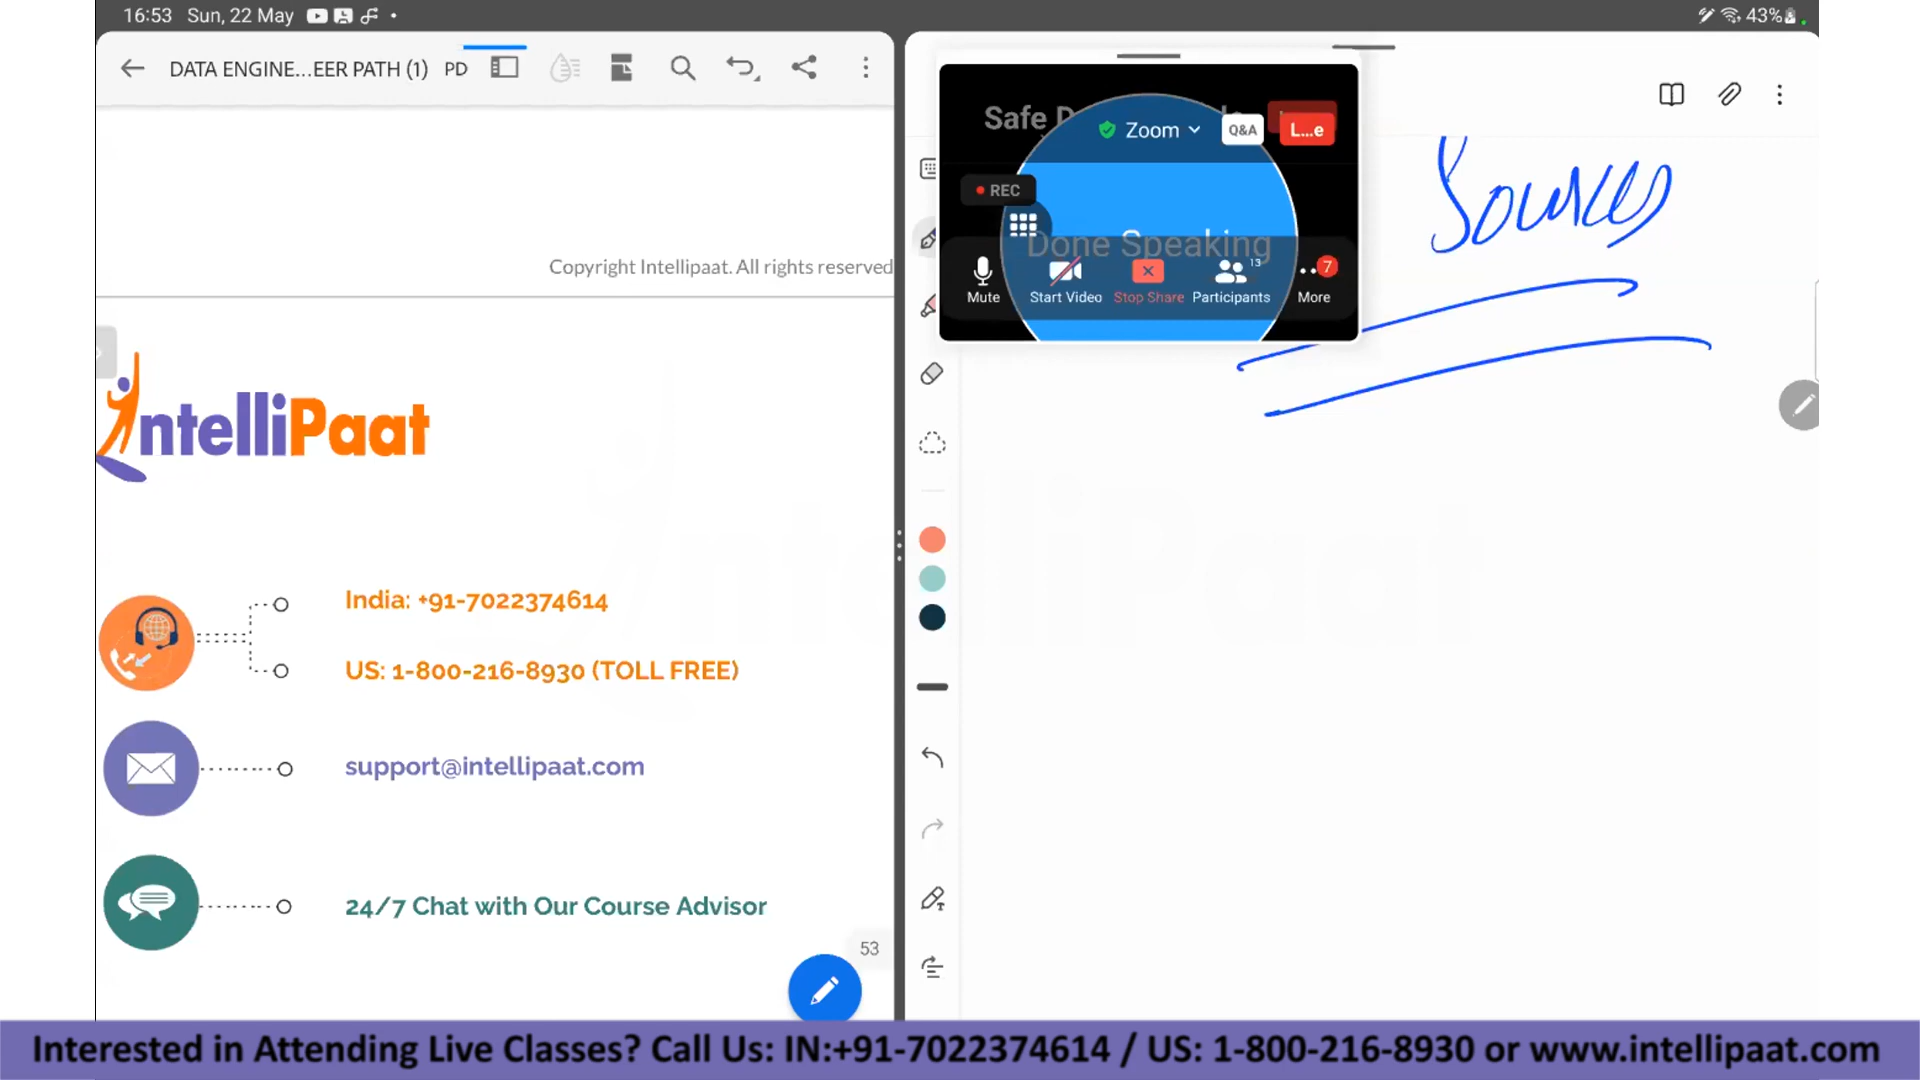 16:53 Sun, 22 May
43%
DATA ENGINE...EER PATH (1) PD
Copyright Intellipaat. All rights reserved
IntelliPaat
India: +91-7022374614
US: 1-800-216-8930 (TOLL FREE)
support@intellipaat.com
24/7 Chat with Our Course Advisor
53
Safe
Zoom
Q&A
L...e
REC
Done Speaking
13
7
Mute
Start Video
Stop Share
Participants
More
Sources
IntelliPaat
Interested in Attending Live Classes? Call Us: IN:+91-7022374614 / US: 1-800-216-8930 or www.intellipaat.com